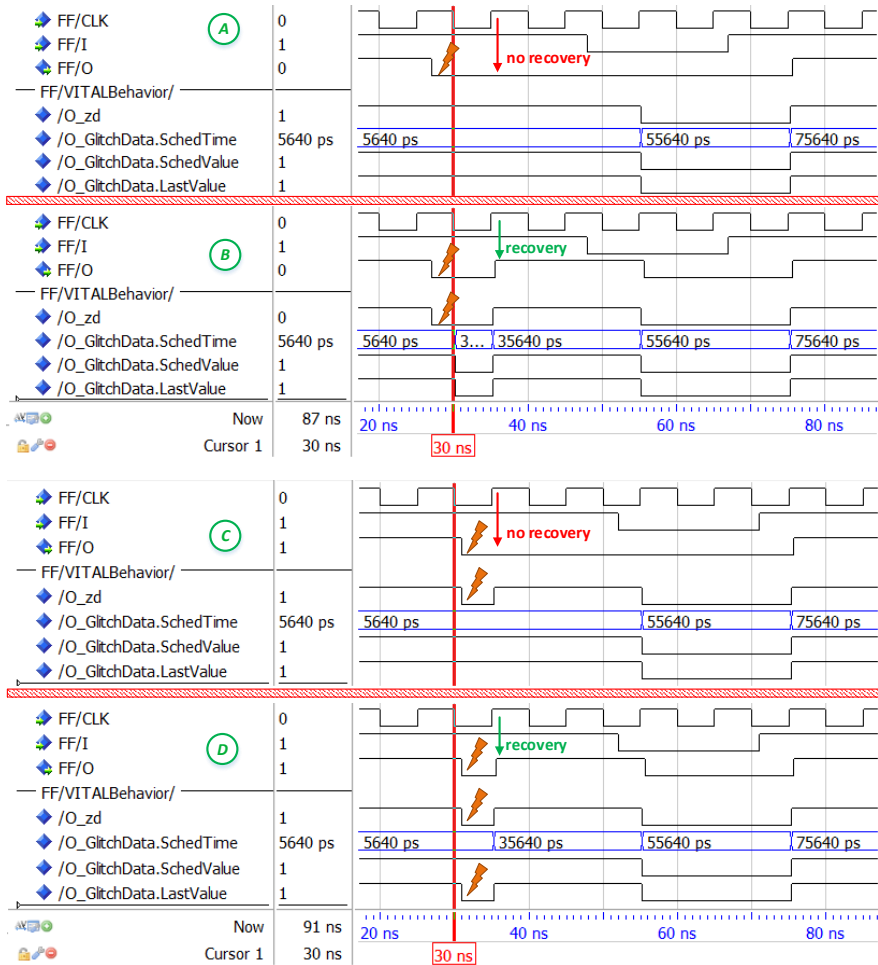 FF/CLK 0 A
FF/I 1
FF/O 0 no recovery
FF/VITALBehavior/
/O_zd 1
/O_GlitchData.SchedTime 5640 ps 5640 ps 55640 ps 75640 ps
/O_GlitchData.SchedValue 1
/O_GlitchData.LastValue 1
FF/CLK 0 B
FF/I 1 recovery
FF/O 0
FF/VITALBehavior/
/O_zd 0
/O_GlitchData.SchedTime 5640 ps 5640 ps 3... 35640 ps 55640 ps 75640 ps
/O_GlitchData.SchedValue 1
/O_GlitchData.LastValue 1
Now 87 ns 20 ns 40 ns 60 ns 80 ns
Cursor 1 30 ns 30 ns
FF/CLK 0 C
FF/I 1 no recovery
FF/O 1
FF/VITALBehavior/
/O_zd 1
/O_GlitchData.SchedTime 5640 ps 5640 ps 55640 ps 75640 ps
/O_GlitchData.SchedValue 1
/O_GlitchData.LastValue 1
FF/CLK 0 D
FF/I 1 recovery
FF/O 1
FF/VITALBehavior/
/O_zd 1
/O_GlitchData.SchedTime 5640 ps 5640 ps 35640 ps 55640 ps 75640 ps
/O_GlitchData.SchedValue 1
/O_GlitchData.LastValue 1
Now 91 ns 20 ns 40 ns 60 ns 80 ns
Cursor 1 30 ns 30 ns